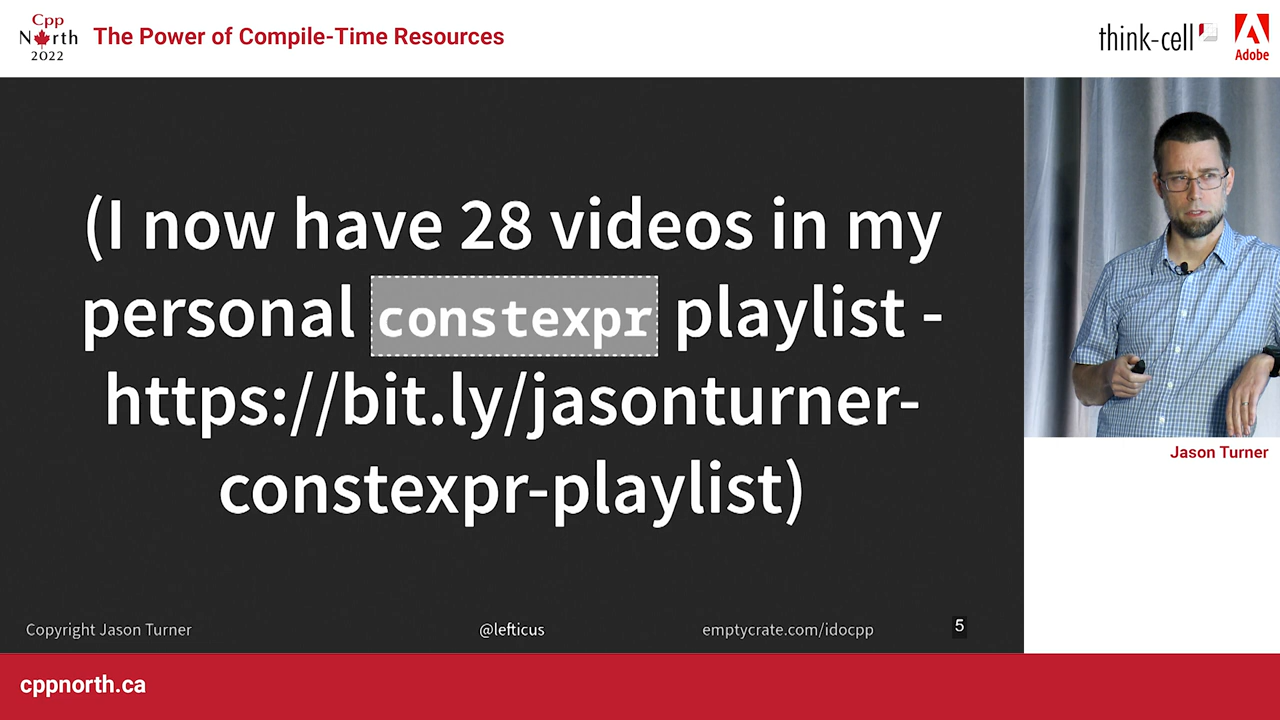 Cpp
North
2022
The Power of Compile-Time Resources
think-cell
Adobe
(I now have 28 videos in my
personal constexpr playlist -
https://bit.ly/jasonturner-
constexpr-playlist)
Jason Turner
Copyright Jason Turner
@lefticus
emptycrate.com/idocpp
5
cppnorth.ca